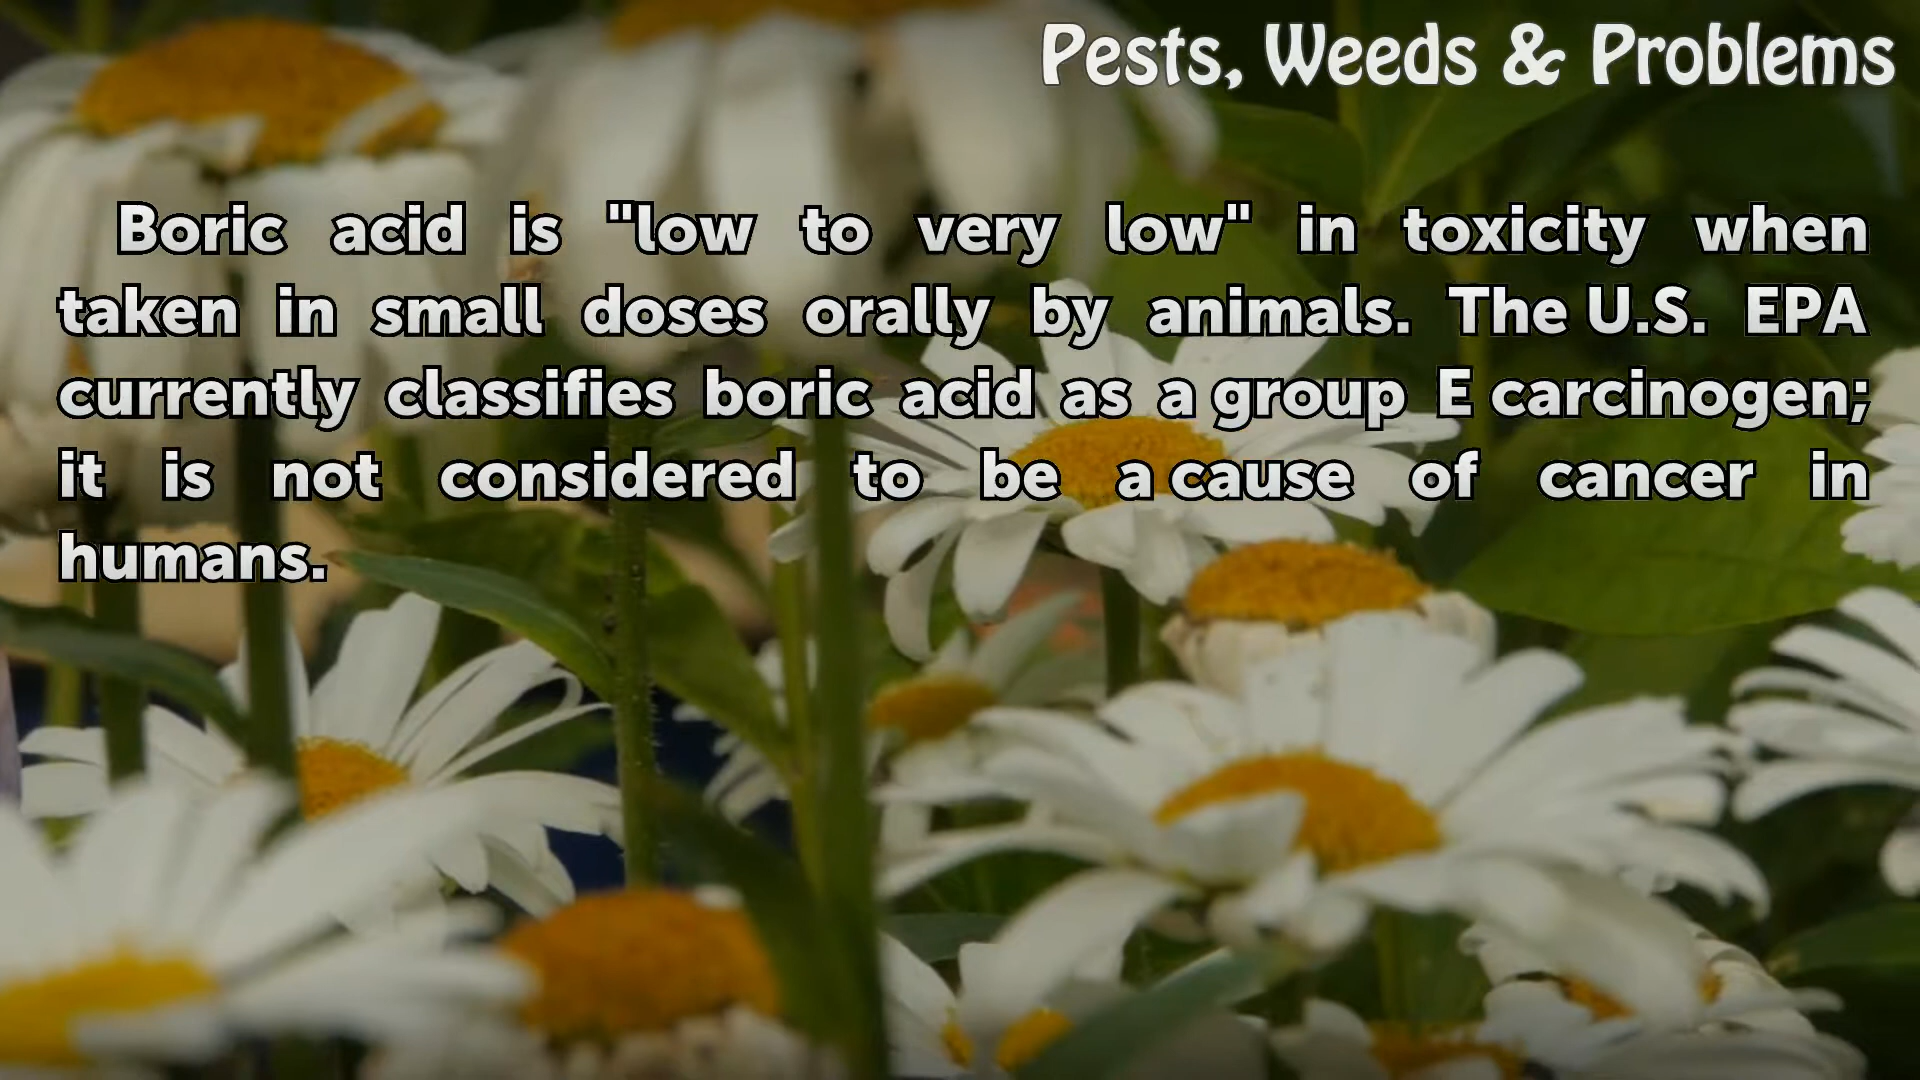 Pests, Weeds & Problems
Boric acid is "low to very low" in toxicity when
taken in small doses orally by animals. The U.S. EPA
currently classifies boric acid as a group E carcinogen;
it is not considered to be a cause of cancer in
humans.